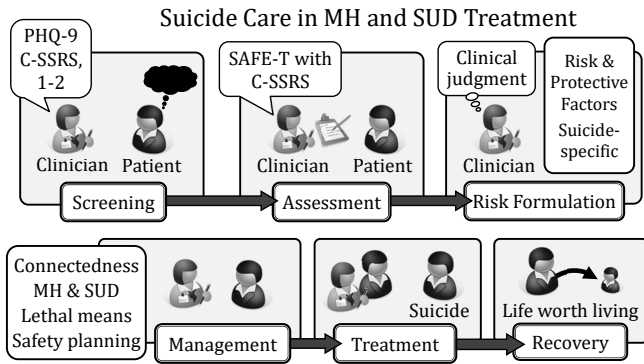 Suicide Care in MH and SUD Treatment
PHQ-9
C-SSRS,
1-2
Clinician
Patient
Screening
SAFE-T with
C-SSRS
Clinician
Patient
Assessment
Clinical
judgment
Clinician
Risk &
Protective
Factors
Suicide-
specific
Risk Formulation
Connectedness
MH & SUD
Lethal means
Safety planning
Management
Suicide
Treatment
Life worth living
Recovery